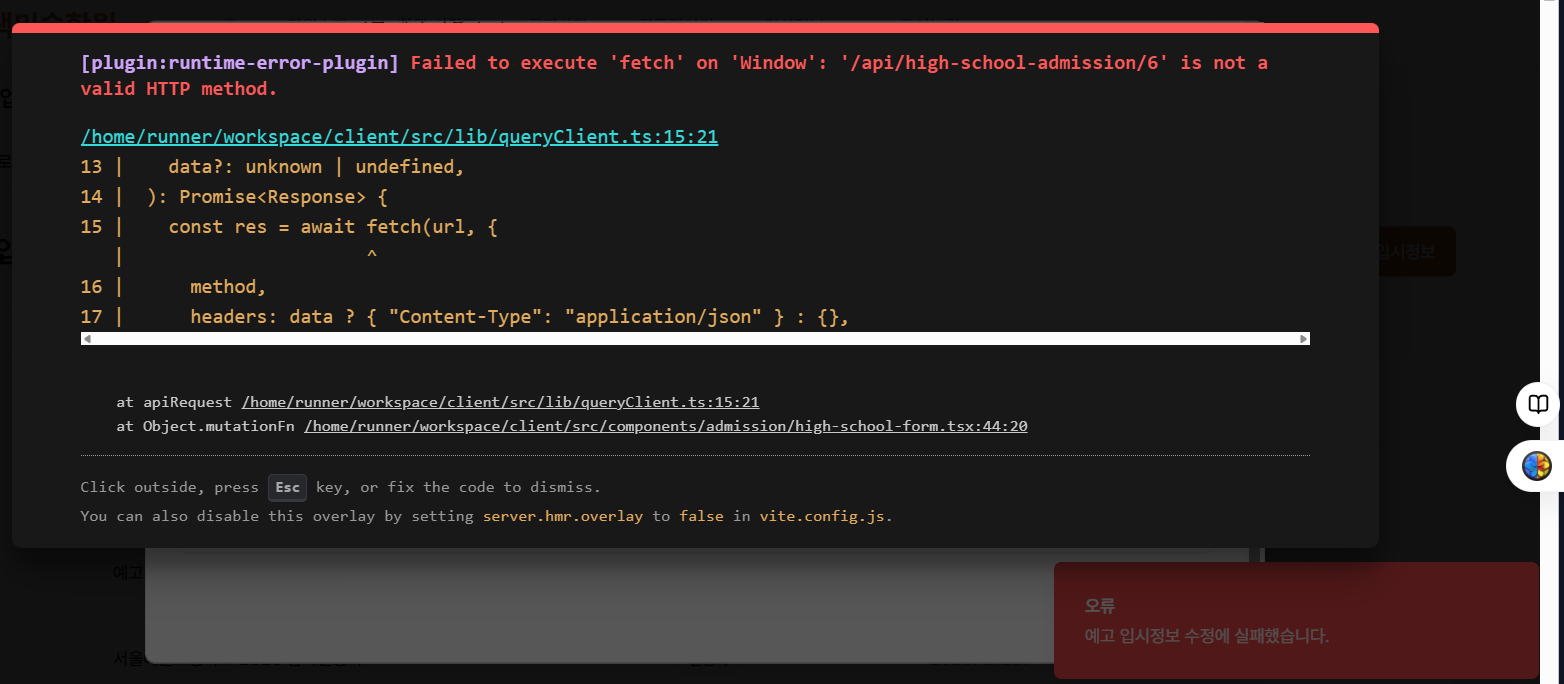 [plugin:runtime-error-plugin] Failed to execute 'fetch' on 'Window': '/api/high-school-admission/6' is not a
valid HTTP method.
/home/runner/workspace/client/src/lib/queryClient.ts:15:21
13 |    data?: unknown | undefined,
14 |  ): Promise<Response> {
15 |    const res = await fetch(url, {
   |                      ^
16 |      method,
17 |      headers: data ? { "Content-Type": "application/json" } : {},
at apiRequest /home/runner/workspace/client/src/lib/queryClient.ts:15:21
at Object.mutationFn /home/runner/workspace/client/src/components/admission/high-school-form.tsx:44:20
Click outside, press Esc key, or fix the code to dismiss.
You can also disable this overlay by setting server.hmr.overlay to false in vite.config.js.
입시정보
예고
오류
예고 입시정보 수정에 실패했습니다.
서울